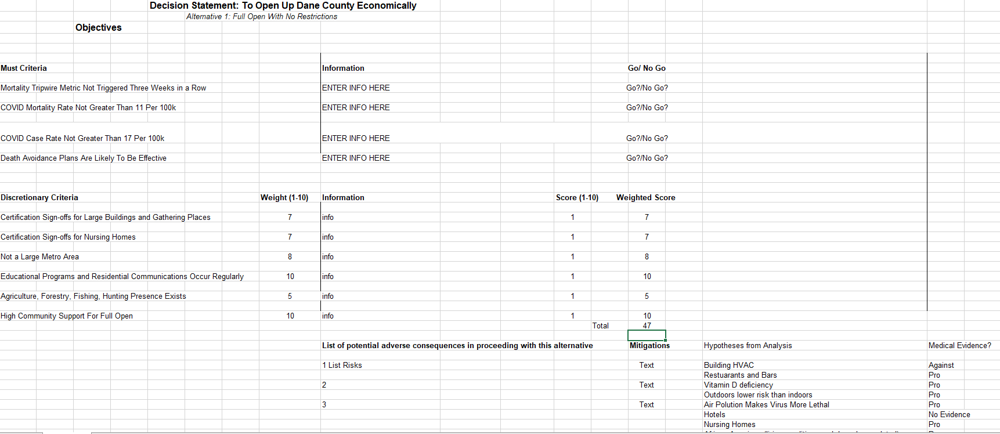 Decision Statement: To Open Up Dane County Economically
Alternative 1: Full Open With No Restrictions
Objectives
Must Criteria Information Go/ No Go
Mortality Tripwire Metric Not Triggered Three Weeks in a Row ENTER INFO HERE Go?/No Go?
COVID Mortality Rate Not Greater Than 11 Per 100k ENTER INFO HERE Go?/No Go?
COVID Case Rate Not Greater Than 17 Per 100k ENTER INFO HERE Go?/No Go?
Death Avoidance Plans Are Likely To Be Effective ENTER INFO HERE Go?/No Go?
Discretionary Criteria Weight (1-10) Information Score (1-10) Weighted Score
Certification Sign-offs for Large Buildings and Gathering Places 7 info 1 7
Certification Sign-offs for Nursing Homes 7 info 1 7
Not a Large Metro Area 8 info 1 8
Educational Programs and Residential Communications Occur Regularly 10 info 1 10
Agriculture, Forestry, Fishing, Hunting Presence Exists 5 info 1 5
High Community Support For Full Open 10 info 1 10
Total 47
List of potential adverse consequences in proceeding with this alternative Mitigations Hypotheses from Analysis Medical Evidence?
1 List Risks Text Building HVAC Against
Restuarants and Bars Pro
2 Text Vitamin D deficiency Pro
Outdoors lower risk than indoors Pro
3 Text Air Polution Makes Virus More Lethal Pro
Hotels No Evidence
Nursing Homes Pro